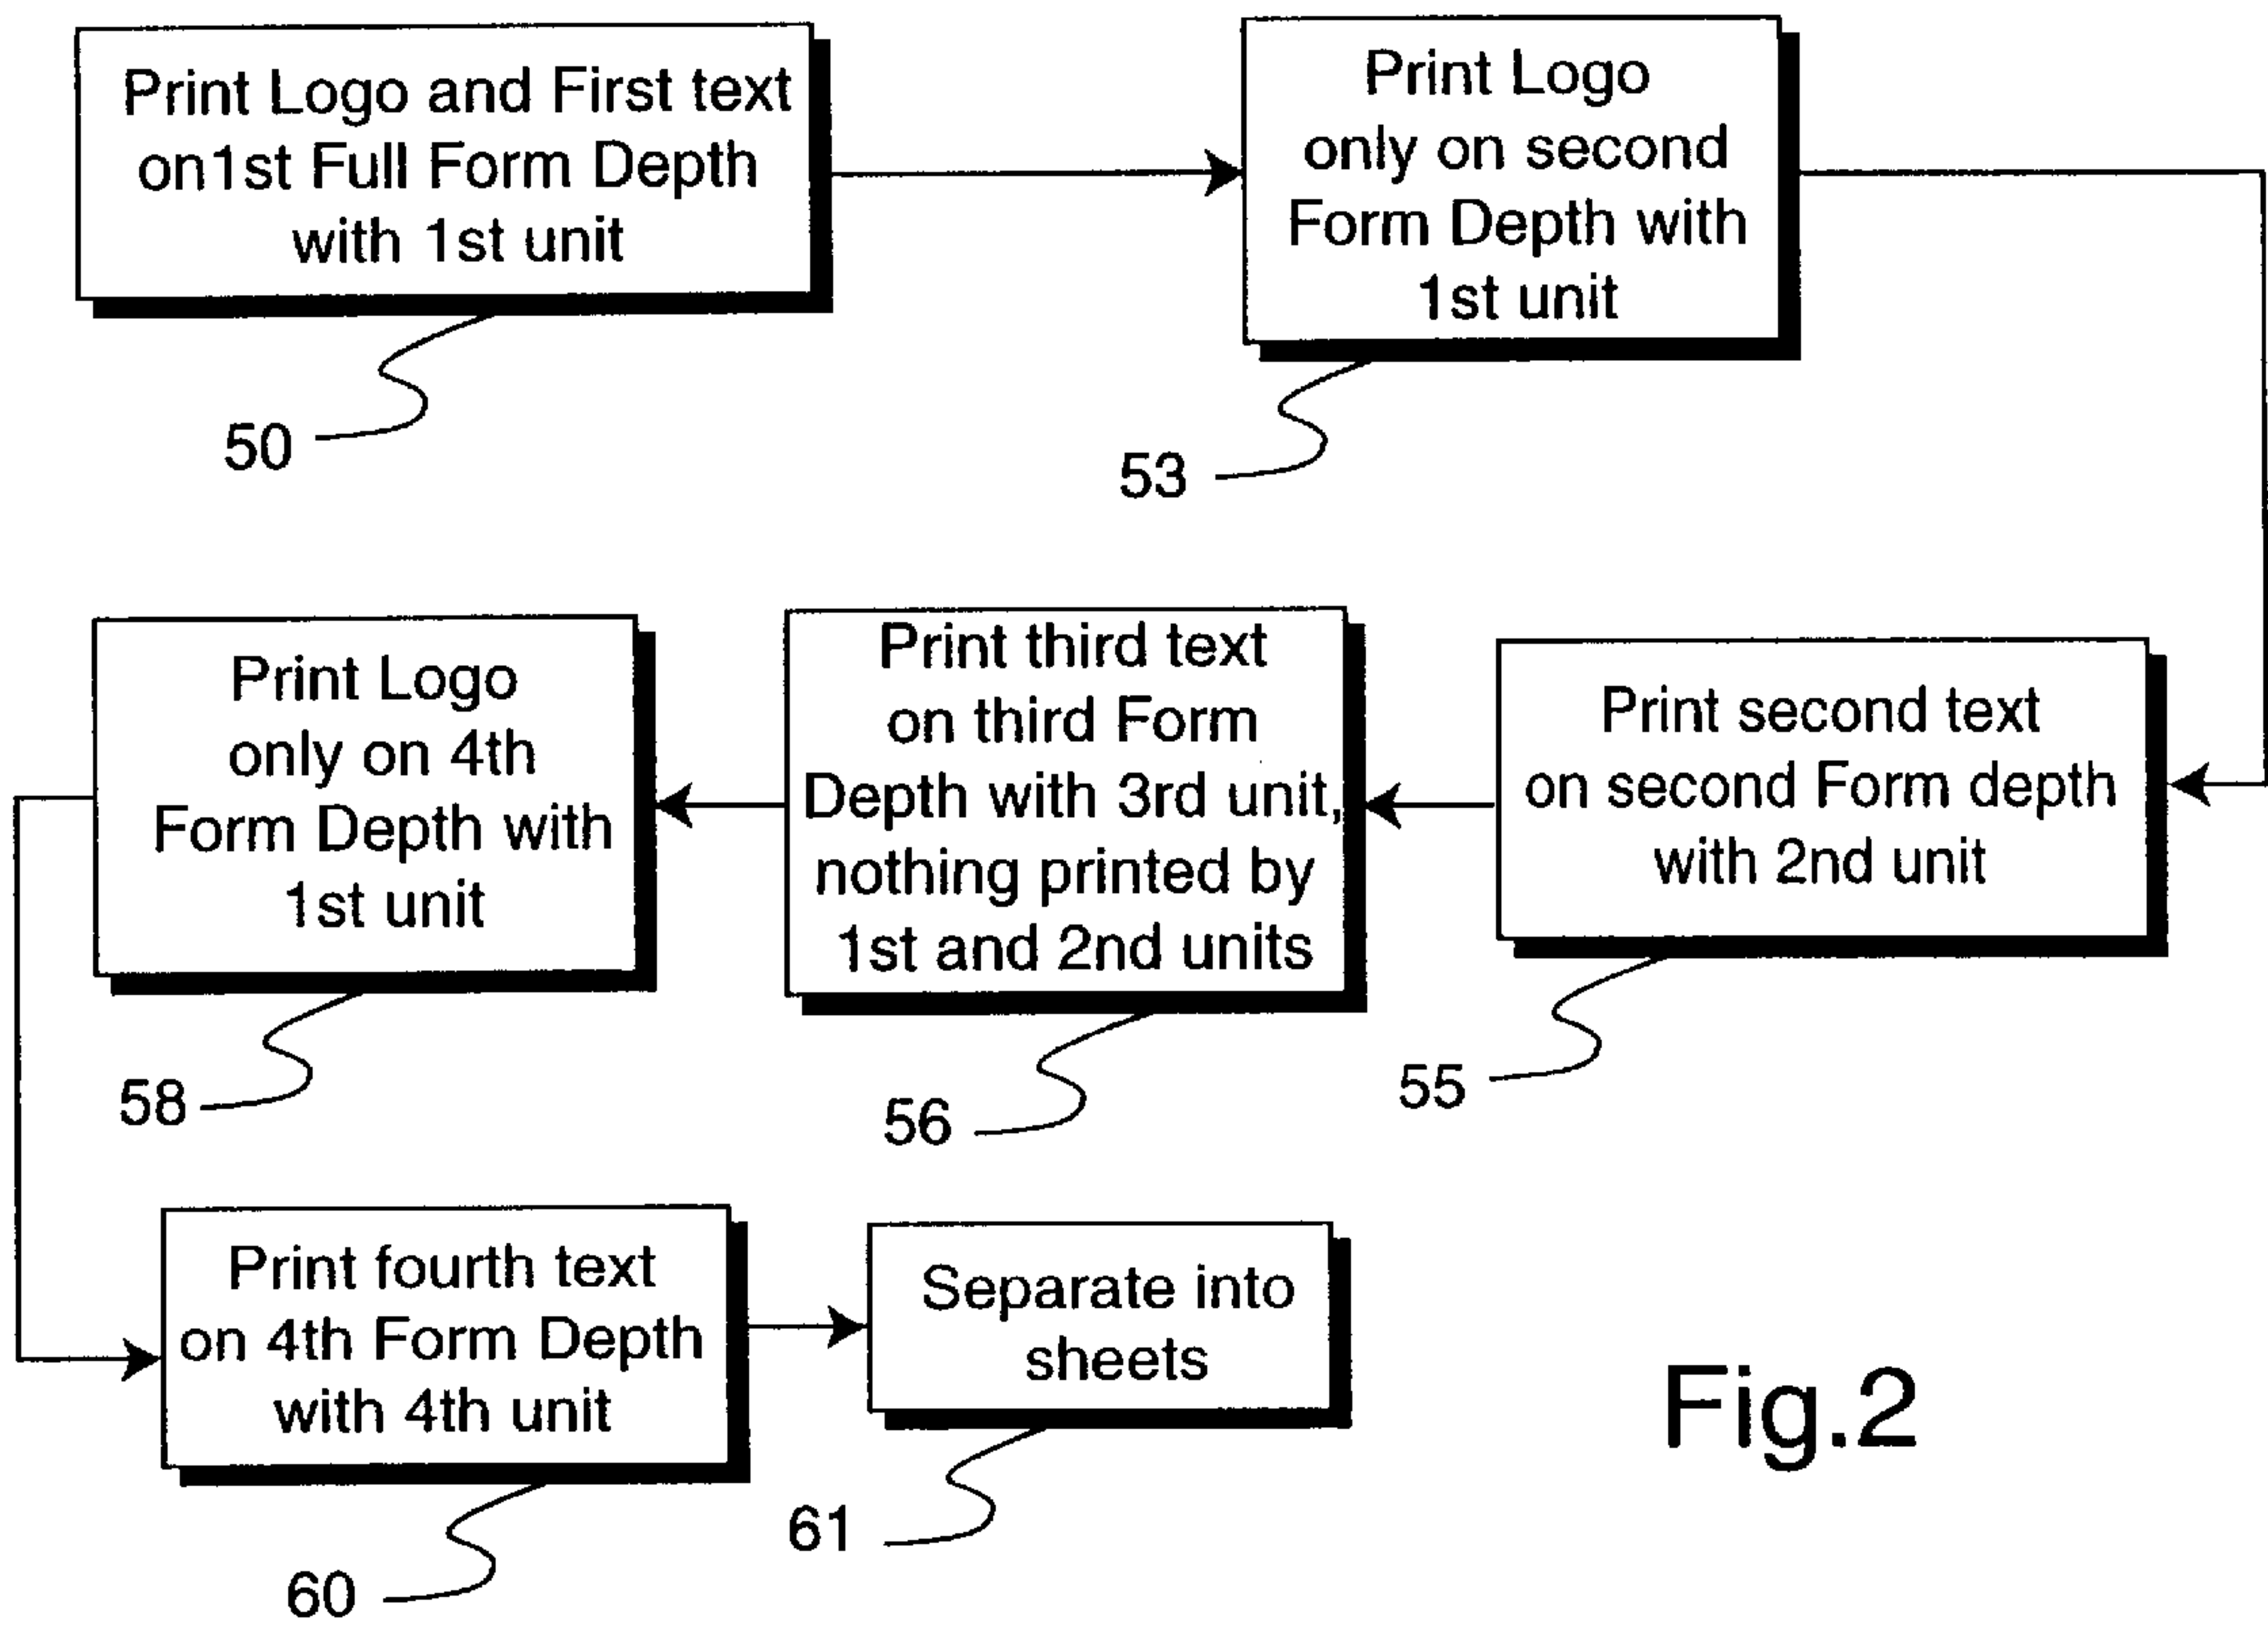 Print Logo and First text
on1st Full Form Depth
with 1st unit
50
Print Logo
only on second
Form Depth with
1st unit
53
Print second text
on second Form depth
with 2nd unit
55
Print third text
on third Form
Depth with 3rd unit,
nothing printed by
1st and 2nd units
56
Print Logo
only on 4th
Form Depth with
1st unit
58
Print fourth text
on 4th Form Depth
with 4th unit
60
Separate into
sheets
61
Fig.2